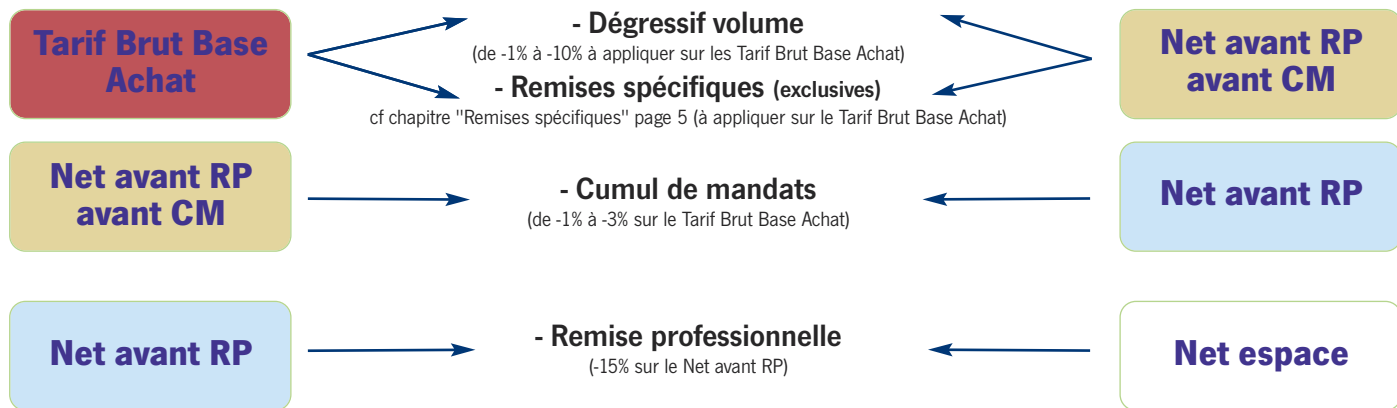 Tarif Brut Base
Achat
- Dégressif volume
(de -1% à -10% à appliquer sur les Tarif Brut Base Achat)
- Remises spécifiques (exclusives)
cf chapitre "Remises spécifiques" page 5 (à appliquer sur le Tarif Brut Base Achat)
Net avant RP
avant CM
Net avant RP
avant CM
- Cumul de mandats
(de -1% à -3% sur le Tarif Brut Base Achat)
Net avant RP
Net avant RP
- Remise professionnelle
(-15% sur le Net avant RP)
Net espace